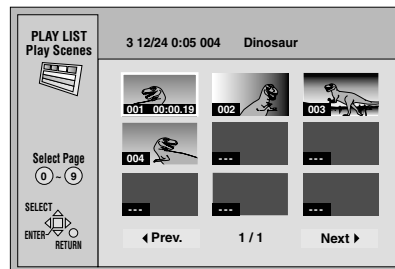 PLAY LIST
Play Scenes
3 12/24 0:05 004 Dinosaur
001 00:00.19
002
003
004
---
---
---
---
---
Select Page
0 ~ 9
SELECT
ENTER
RETURN
Prev.
1 / 1
Next